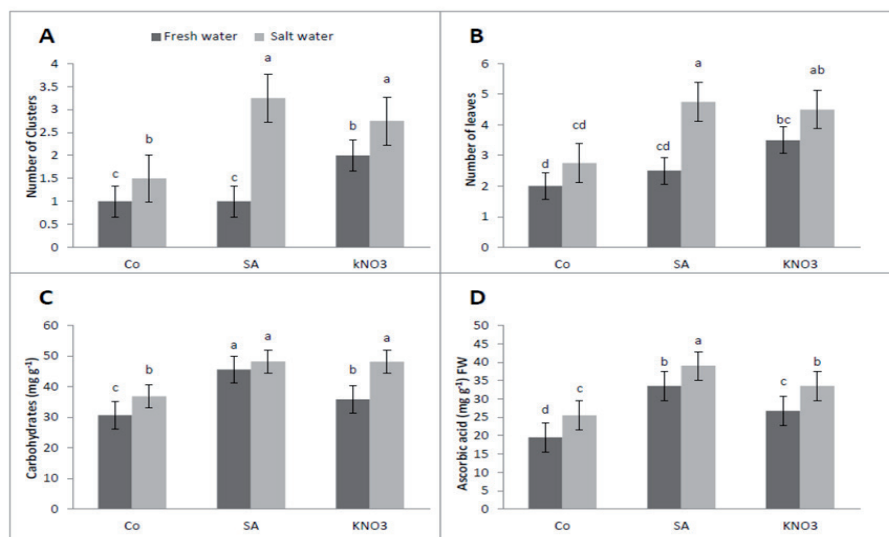 A
Fresh water Salt water
Number of Clusters
4
3.5
3
2.5
2
1.5
1
0.5
0
c b c a b a
Co SA kNO3
B
Number of leaves
6
5
4
3
2
1
0
d cd cd a bc ab
Co SA KNO3
C
Carbohydrates (mg g⁻¹)
60
50
40
30
20
10
0
c b a a b a
Co SA KNO3
D
Ascorbic acid (mg g⁻¹) FW
50
45
40
35
30
25
20
15
10
5
0
d c b a c b
Co SA KNO3